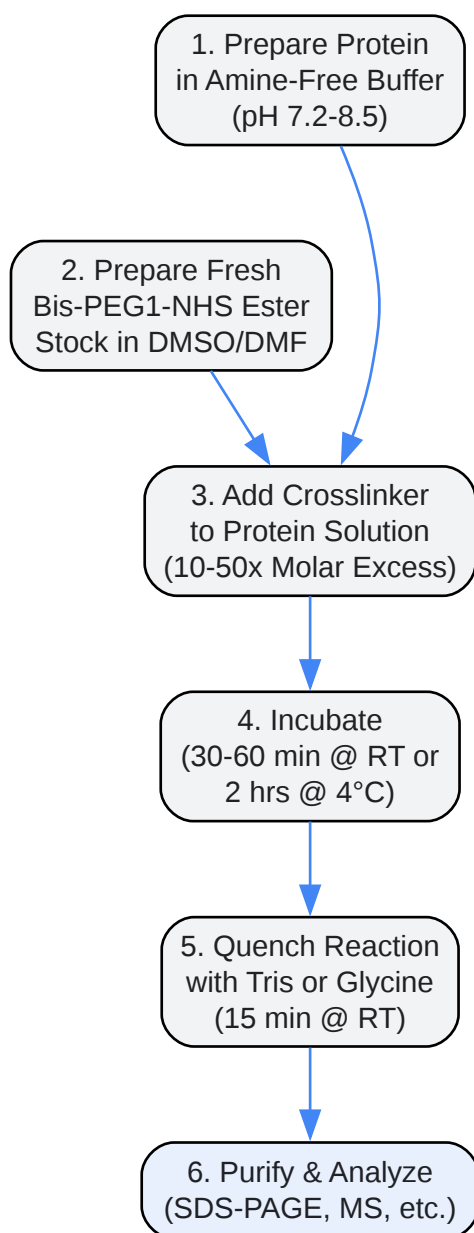 1. Prepare Protein
in Amine-Free Buffer
(pH 7.2-8.5)
2. Prepare Fresh
Bis-PEG1-NHS Ester
Stock in DMSO/DMF
3. Add Crosslinker
to Protein Solution
(10-50x Molar Excess)
4. Incubate
(30-60 min @ RT or
2 hrs @ 4°C)
5. Quench Reaction
with Tris or Glycine
(15 min @ RT)
6. Purify & Analyze
(SDS-PAGE, MS, etc.)